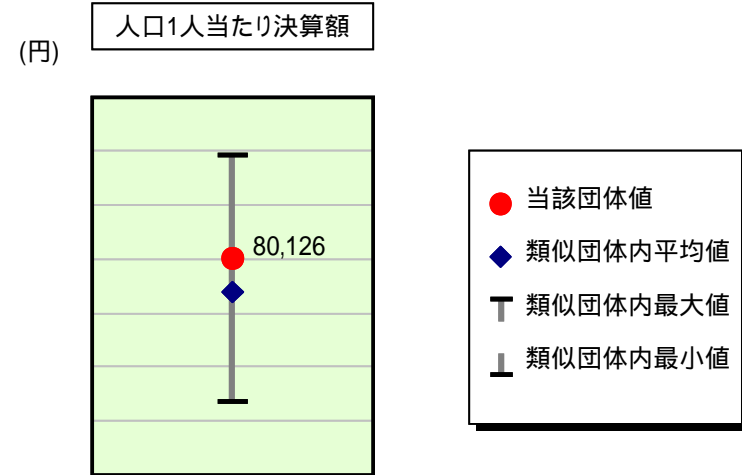 人口1人当たり決算額
(円)
80,126
当該団体値
類似団体内平均値
類似団体内最大値
類似団体内最小値